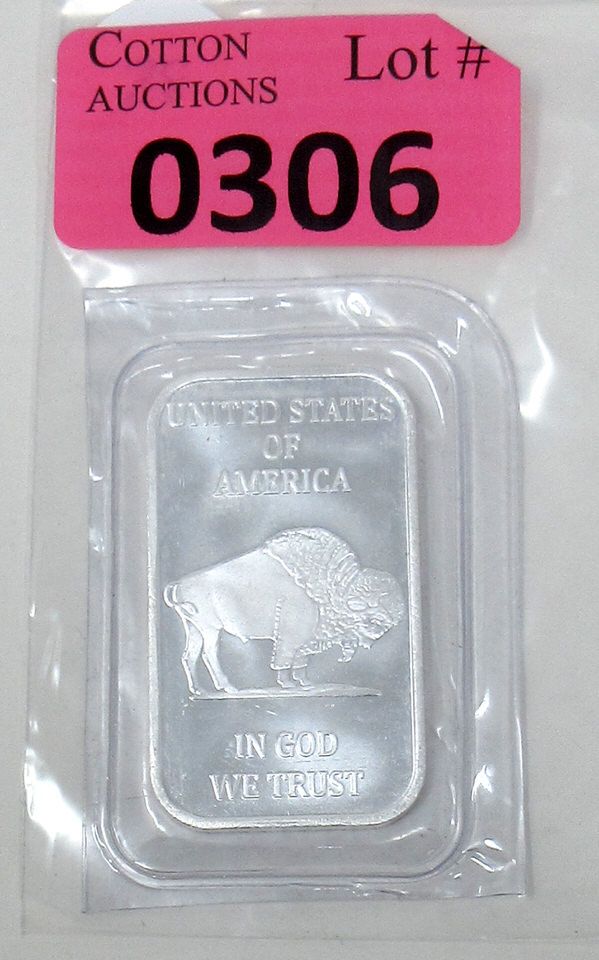 COTTON
AUCTIONS
Lot #
0306
UNITED STATES
OF
AMERICA
IN GOD
WE TRUST